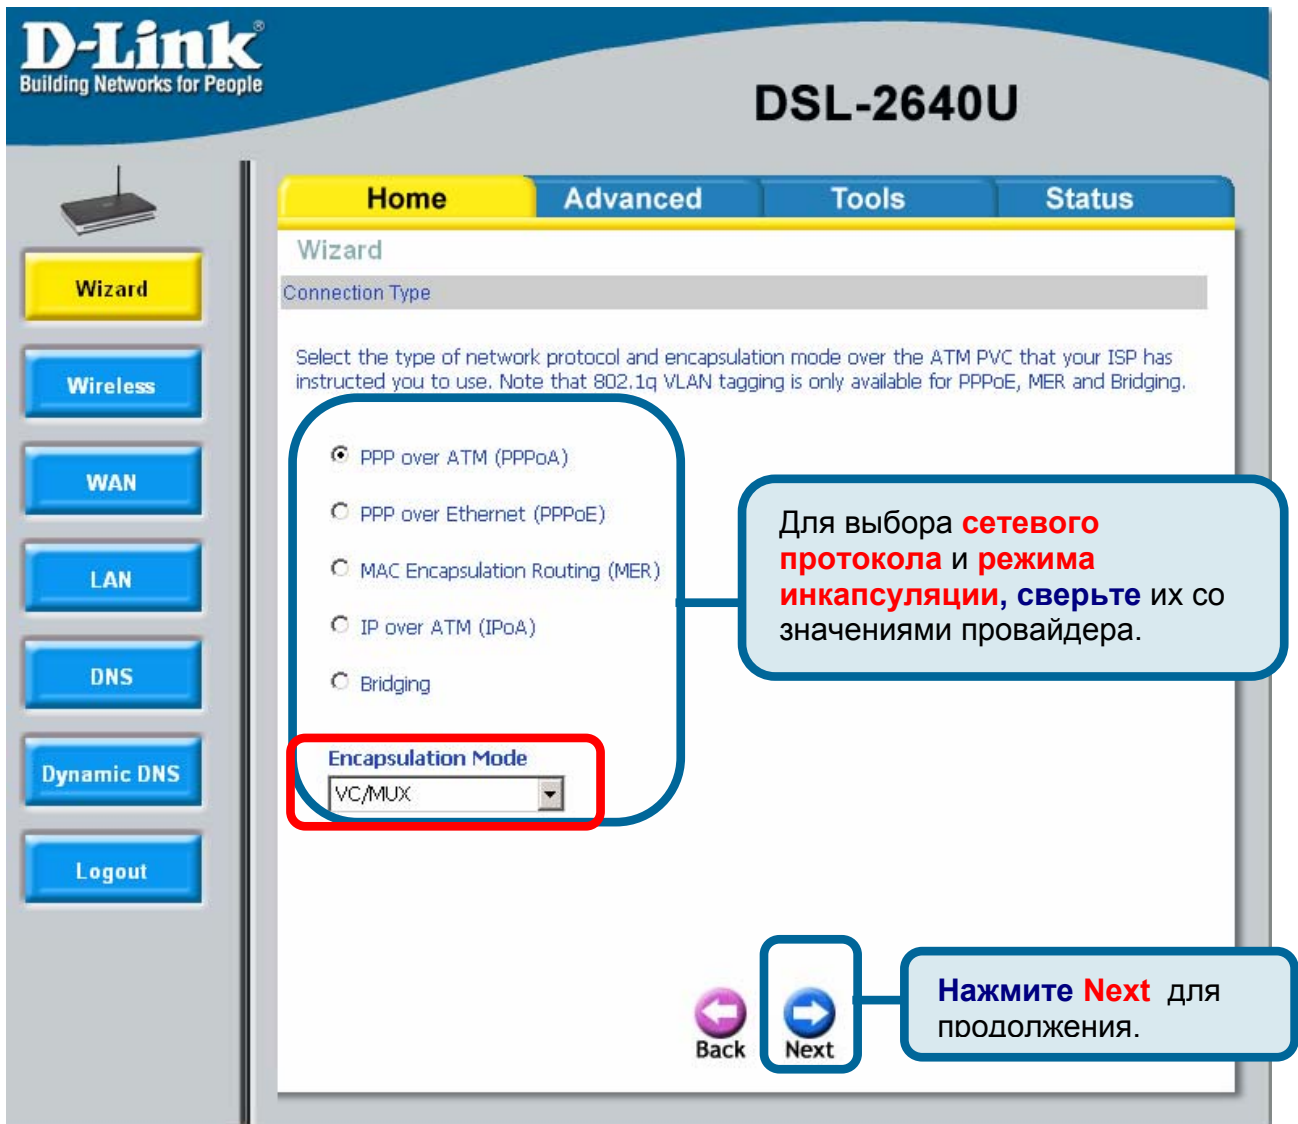 D-Link®
Building Networks for People
DSL-2640U
Home
Advanced
Tools
Status
Wizard
Wireless
WAN
LAN
DNS
Dynamic DNS
Logout
Wizard
Connection Type
Select the type of network protocol and encapsulation mode over the ATM PVC that your ISP has
instructed you to use. Note that 802.1q VLAN tagging is only available for PPPoE, MER and Bridging.
PPP over ATM (PPPoA)
PPP over Ethernet (PPPoE)
MAC Encapsulation Routing (MER)
IP over ATM (IPoA)
Bridging
Encapsulation Mode
VC/MUX
Для выбора сетевого
протокола и режима
инкапсуляции, сверьте их со
значениями провайдера.
Back
Next
Нажмите Next для
продолжения.